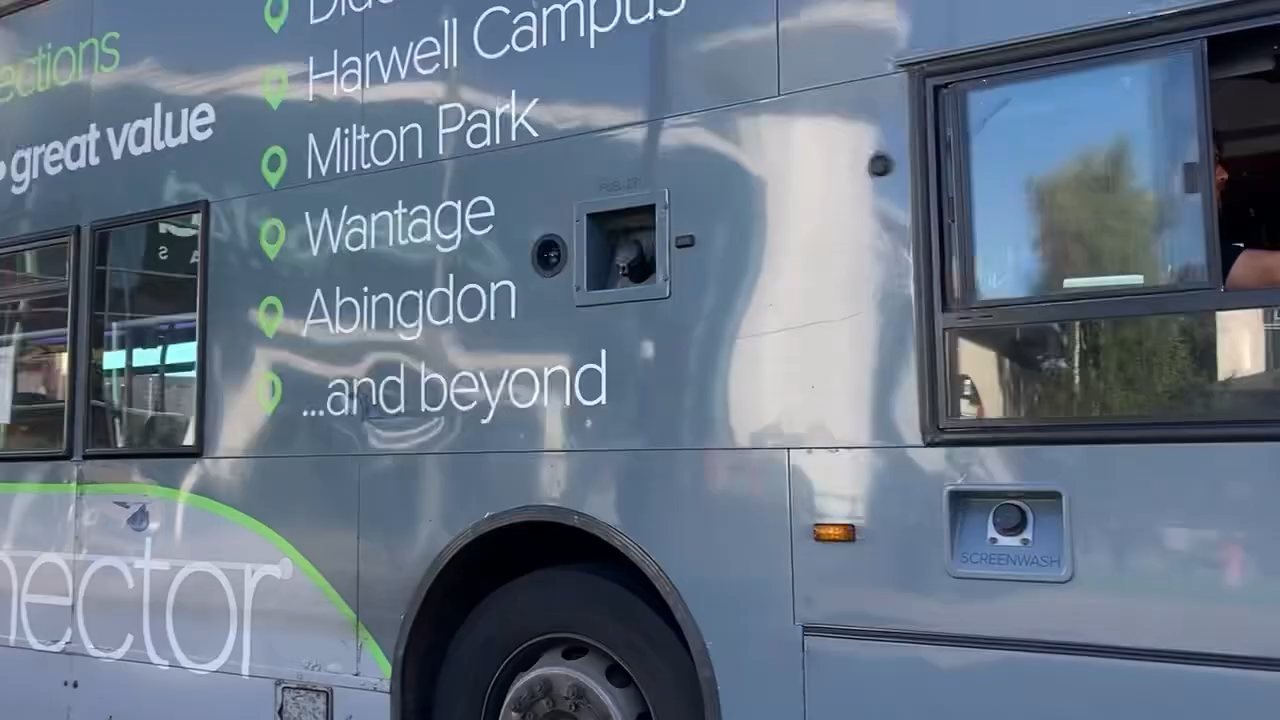 Harwell Campus
ections
great value
Milton Park
Wantage
Abingdon
...and beyond
nector
SCREENWASH